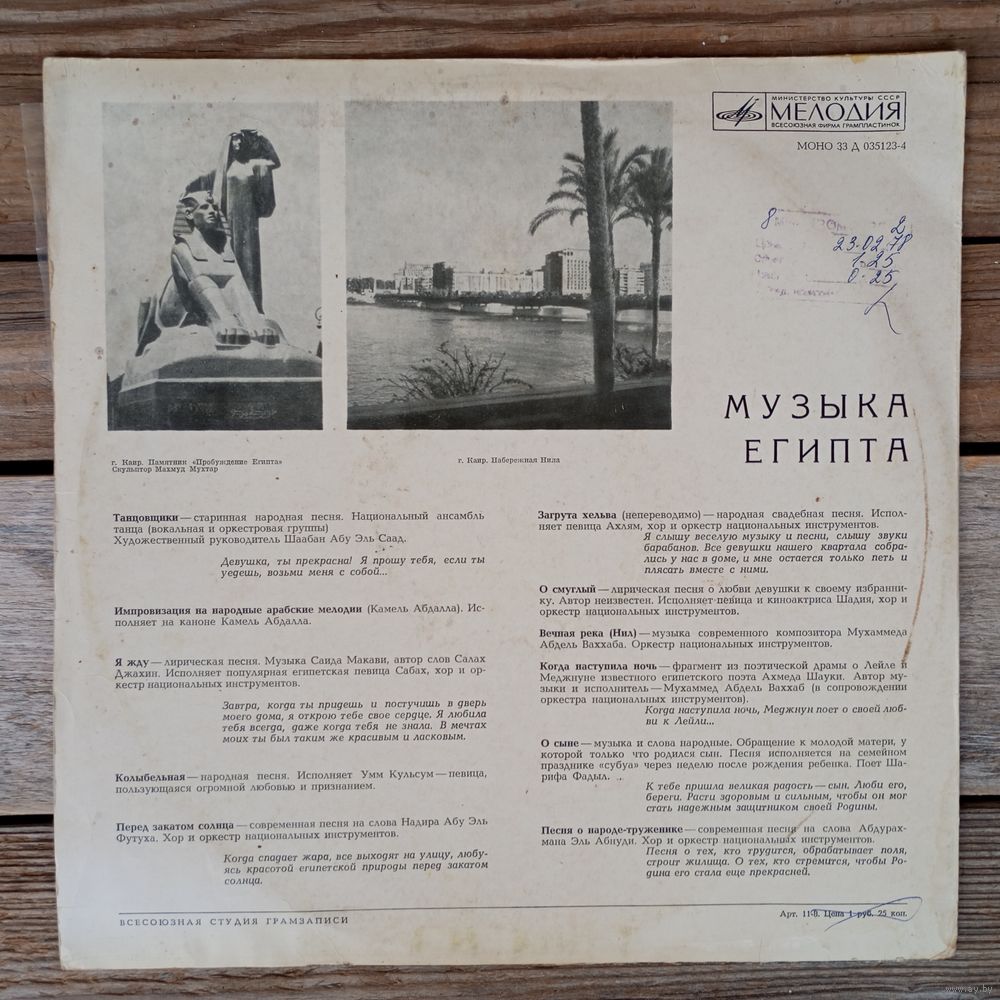 МИНИСТЕРСТВО КУЛЬТУРЫ СССР
МЕЛОДИЯ
ВСЕСОЮЗНАЯ ФИРМА ГРАМПЛАСТИНОК
МОНО 33 Д 035123-4
8 2
23.02.78
1-25
0-25
МУЗЫКА
ЕГИПТА
г. Каир. Памятник «Пробуждение Египта»
Скульптор Махмуд Мухтар
г. Каир. Набережная Нила
Танцовщики — старинная народная песня. Национальный ансамбль
танца (вокальная и оркестровая группы)
Художественный руководитель Шаабан Абу Эль Саад.
Девушка, ты прекрасна! Я прошу тебя, если ты
уедешь, возьми меня с собой...
Импровизация на народные арабские мелодии (Камель Абдалла). Ис-
полняет на каноне Камель Абдалла.
Я жду — лирическая песня. Музыка Саида Макави, автор слов Салах
Джахин. Исполняет популярная египетская певица Сабах, хор и ор-
кестр национальных инструментов.
Завтра, когда ты придешь и постучишь в дверь
моего дома, я открою тебе свое сердце. Я любила
тебя всегда, даже когда тебя не знала. В мечтах
моих ты был таким же красивым и ласковым.
Колыбельная — народная песня. Исполняет Умм Кульсум — певица,
пользующаяся огромной любовью и признанием.
Перед закатом солнца — современная песня на слова Надира Абу Эль
Футуха. Хор и оркестр национальных инструментов.
Когда спадает жара, все выходят на улицу, любу-
ясь красотой египетской природы перед закатом
солнца.
Загрута хельва (непереводимо) — народная свадебная песня. Испол-
няет певица Ахлям, хор и оркестр национальных инструментов.
Я слышу веселую музыку и песни, слышу звуки
барабанов. Все девушки нашего квартала собра-
лись у нас в доме, и мне остается только петь и
плясать вместе с ними.
О смуглый — лирическая песня о любви девушки к своему избранни-
ку. Автор неизвестен. Исполняет певица и киноактриса Шадия, хор и
оркестр национальных инструментов.
Вечная река (Нил) — музыка современного композитора Мухаммеда
Абдель Ваххаба. Оркестр национальных инструментов.
Когда наступила ночь — фрагмент из поэтической драмы о Лейле и
Меджнуне известного египетского поэта Ахмеда Шауки. Автор му-
зыки и исполнитель — Мухаммед Абдель Ваххаб (в сопровождении
оркестра национальных инструментов).
Когда наступила ночь, Меджнун поет о своей люб-
ви к Лейли...
О сыне — музыка и слова народные. Обращение к молодой матери, у
которой только что родился сын. Песня исполняется на семейном
празднике «субуа» через неделю после рождения ребенка. Поет Ша-
рифа Фадыл.
К тебе пришла великая радость — сын. Люби его,
береги. Расти здоровым и сильным, чтобы он мог
стать надежным защитником своей Родины.
Песня о народе-труженике — современная песня на слова Абдурах-
мана Эль Абнуди. Хор и оркестр национальных инструментов.
Песня о тех, кто трудится, обрабатывает поля,
строит жилища. О тех, кто стремится, чтобы Ро-
дина его стала еще прекрасней.
ВСЕСОЮЗНАЯ СТУДИЯ ГРАМЗАПИСИ
Арт. 11-8. Цена 1 руб. 25 коп.
www.ay.by